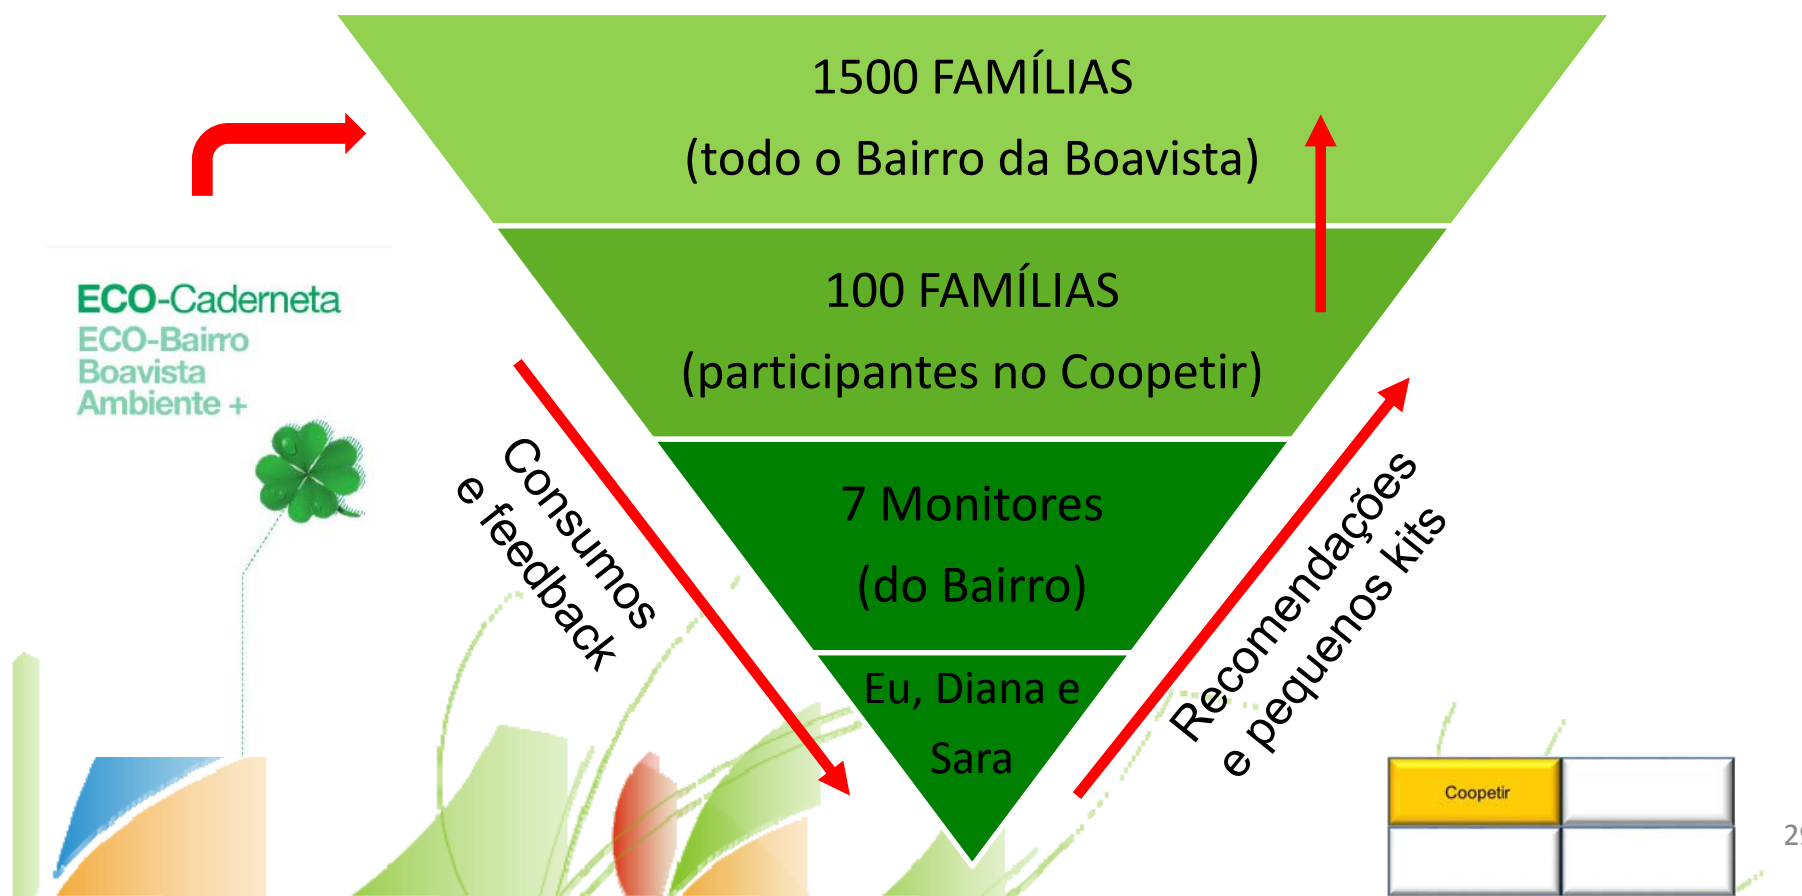 1500 FAMÍLIAS
(todo o Bairro da Boavista)
100 FAMÍLIAS
(participantes no Coopetir)
7 Monitores
(do Bairro)
Eu, Diana e
Sara
ECO-Caderneta
ECO-Bairro
Boavista
Ambiente +
Consumos
e feedback
Recomendações
e pequenos kits
Coopetir